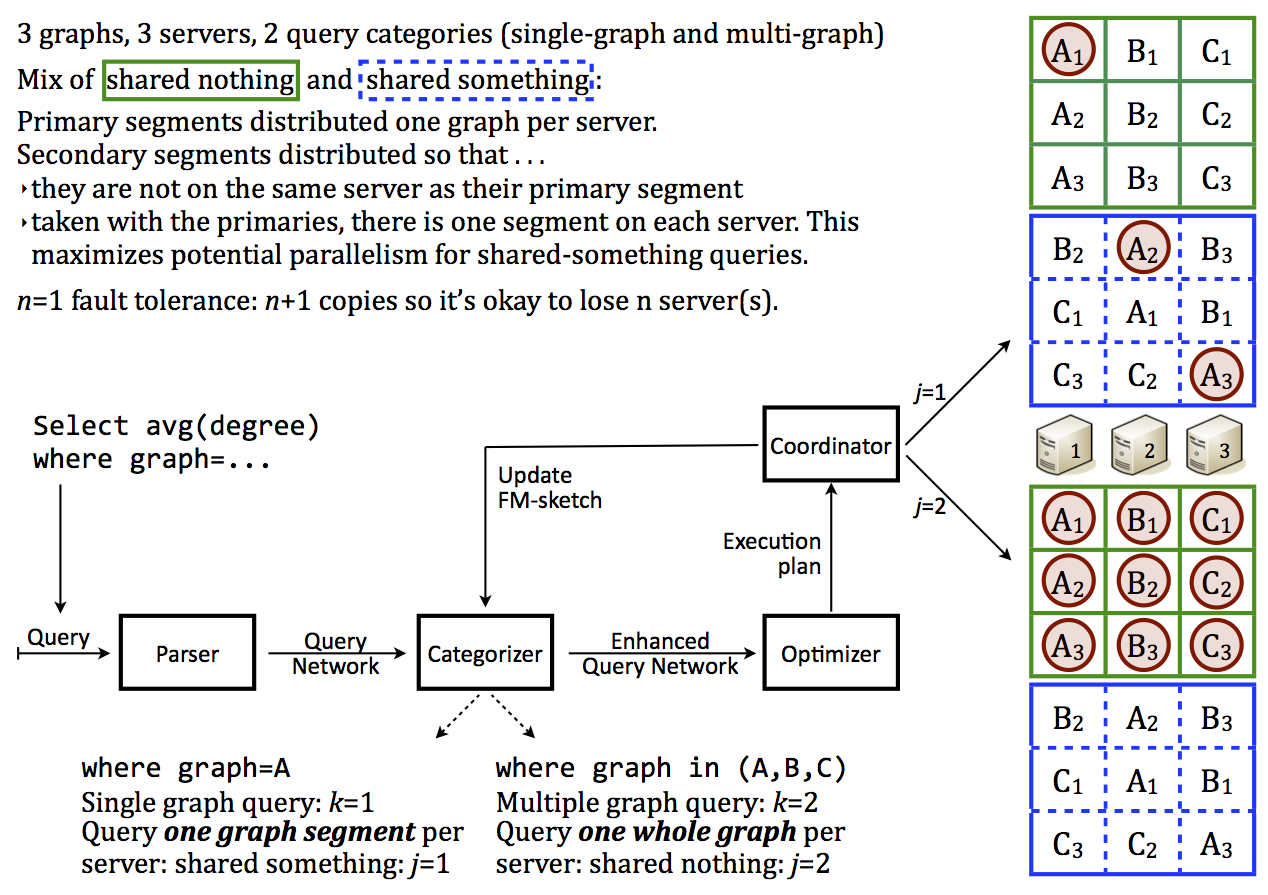 3 graphs, 3 servers, 2 query categories (single-graph and multi-graph)
Mix of shared nothing and shared something:
Primary segments distributed one graph per server.
Secondary segments distributed so that . . .
‣they are not on the same server as their primary segment
‣taken with the primaries, there is one segment on each server. This
maximizes potential parallelism for shared-something queries.
n=1 fault tolerance: n+1 copies so it’s okay to lose n server(s).
Select avg(degree)
where graph=...
Query
Parser
Query
Network
Categorizer
Enhanced
Query Network
Optimizer
Execution
plan
Coordinator
Update
FM-sketch
j=1
j=2
where graph=A
Single graph query: k=1
Query one graph segment per
server: shared something: j=1
where graph in (A,B,C)
Multiple graph query: k=2
Query one whole graph per
server: shared nothing: j=2
A1 B1 C1
A2 B2 C2
A3 B3 C3
B2 A2 B3
C1 A1 B1
C3 C2 A3
1 2 3
A1 B1 C1
A2 B2 C2
A3 B3 C3
B2 A2 B3
C1 A1 B1
C3 C2 A3